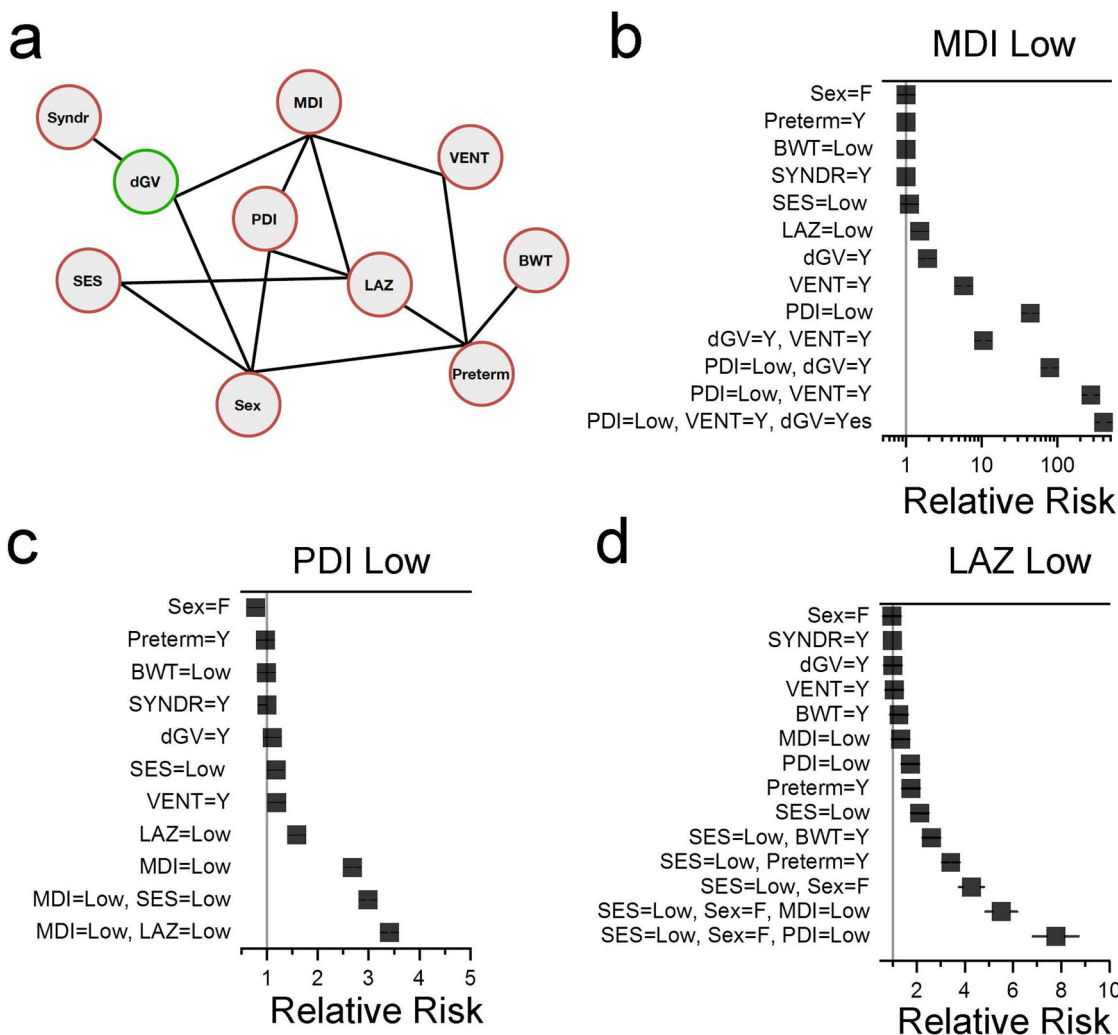 a
Syndr
dGV
MDI
VENT
PDI
SES
LAZ
BWT
Sex
Preterm
b
MDI Low
Sex=F
Preterm=Y
BWT=Low
SYNDR=Y
SES=Low
LAZ=Low
dGV=Y
VENT=Y
PDI=Low
dGV=Y, VENT=Y
PDI=Low, dGV=Y
PDI=Low, VENT=Y
PDI=Low, VENT=Y, dGV=Yes
1 10 100
Relative Risk
c
PDI Low
Sex=F
Preterm=Y
BWT=Low
SYNDR=Y
dGV=Y
SES=Low
VENT=Y
LAZ=Low
MDI=Low
MDI=Low, SES=Low
MDI=Low, LAZ=Low
1 2 3 4 5
Relative Risk
d
LAZ Low
Sex=F
SYNDR=Y
dGV=Y
VENT=Y
BWT=Y
MDI=Low
PDI=Low
Preterm=Y
SES=Low
SES=Low, BWT=Y
SES=Low, Preterm=Y
SES=Low, Sex=F
SES=Low, Sex=F, MDI=Low
SES=Low, Sex=F, PDI=Low
2 4 6 8 10
Relative Risk